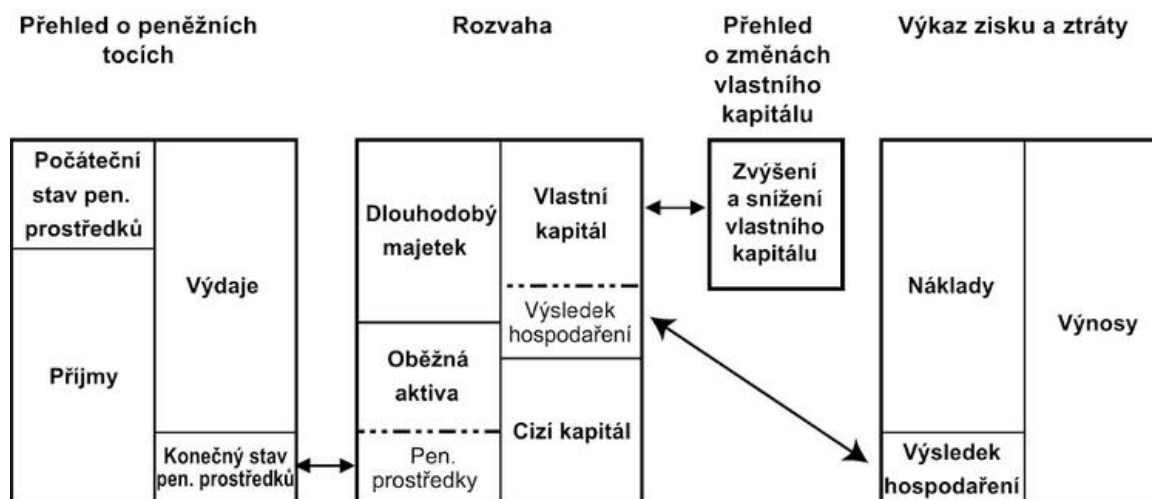 Přehled o peněžních
tocích
Rozvaha
Přehled
o změnách
vlastního
kapitálu
Výkaz zisku a ztráty
Počáteční
stav pen.
prostředků
Příjmy
Výdaje
Konečný stav
pen. prostředků
Dlouhodobý
majetek
Oběžná
aktiva
Pen.
prostředky
Vlastní
kapitál
Výsledek
hospodaření
Cizí kapitál
Zvýšení
a snížení
vlastního
kapitálu
Náklady
Výsledek
hospodaření
Výnosy